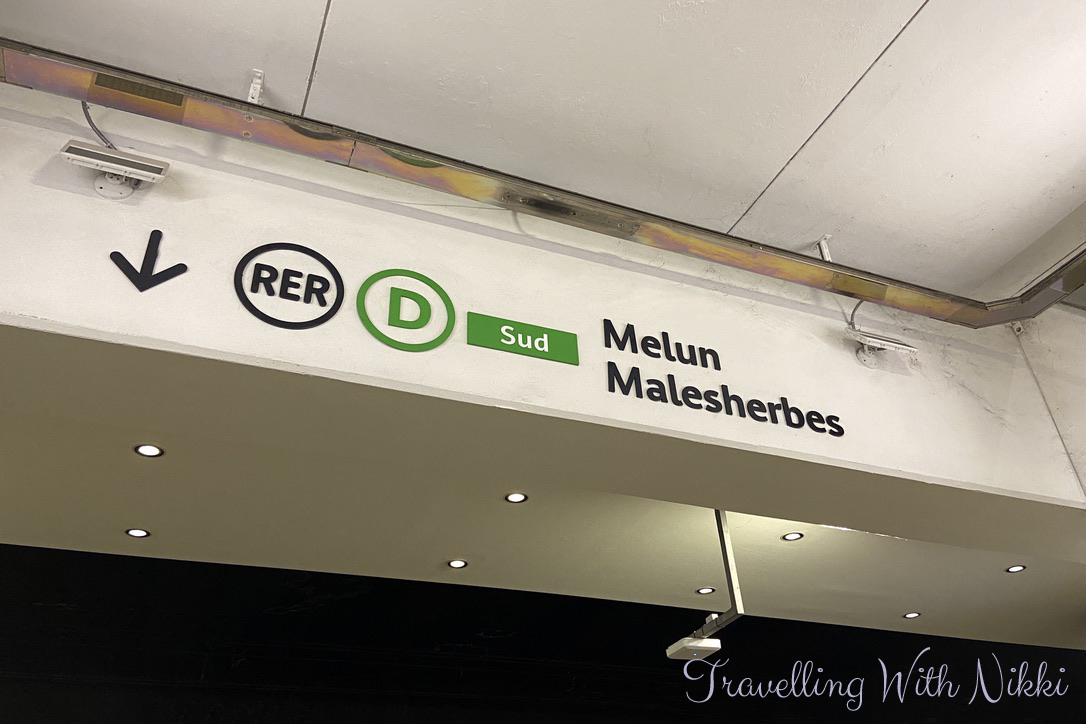 RER D Sud Melun
Malesherbes
Travelling With Nikki